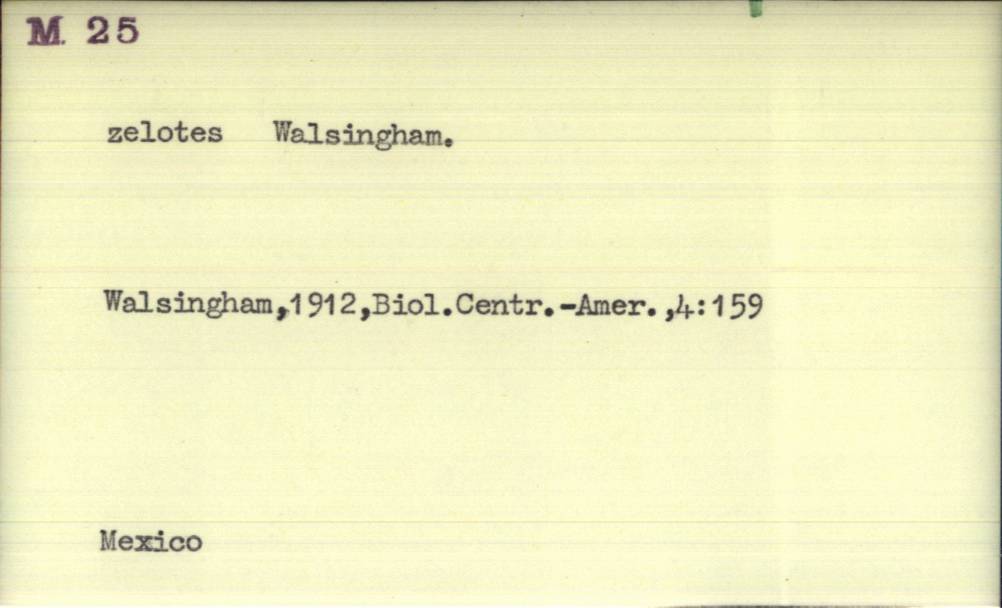 M. 25
zelotes Walsingham.
Walsingham,1912,Biol.Centr.-Amer.,4:159
Mexico